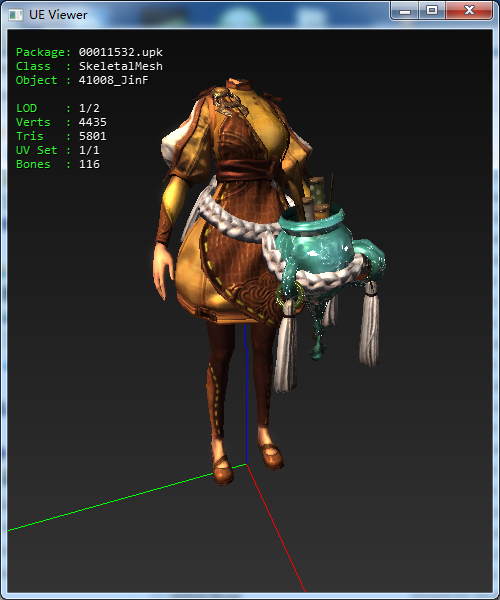 UE Viewer
Package: 00011532.upk
Class : SkeletalMesh
Object : 41008_JinF
LOD : 1/2
Verts : 4435
Tris : 5801
UV Set : 1/1
Bones : 116